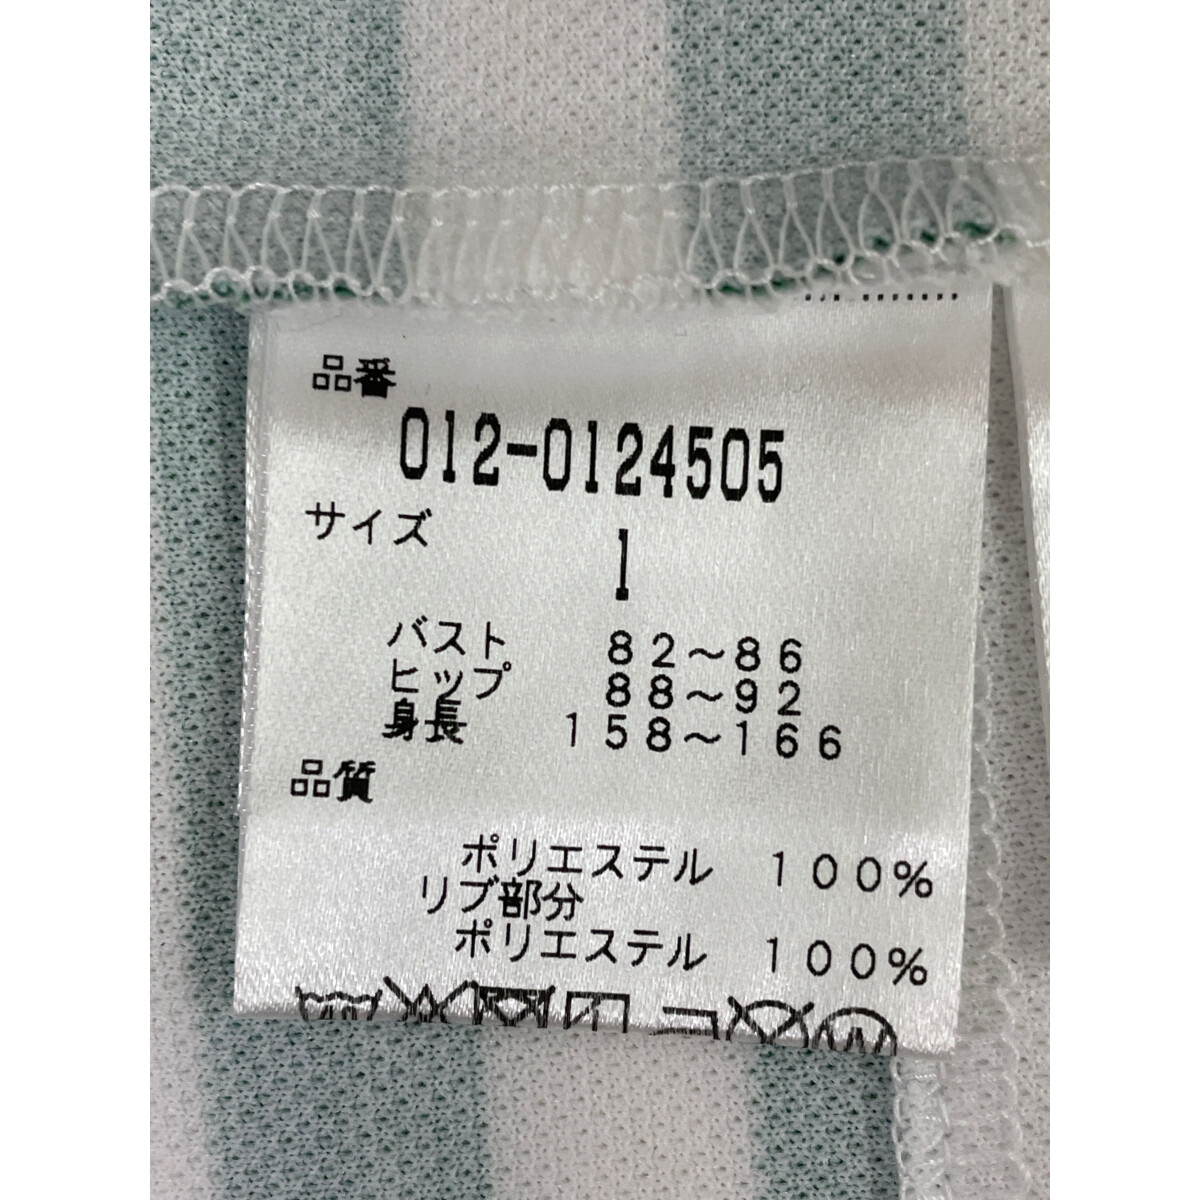 品番
012-0124505
サイズ
1
バスト 82～86
ヒップ 88～92
身長 158～166
品質
ポリエステル 100%
リブ部分
ポリエステル 100%